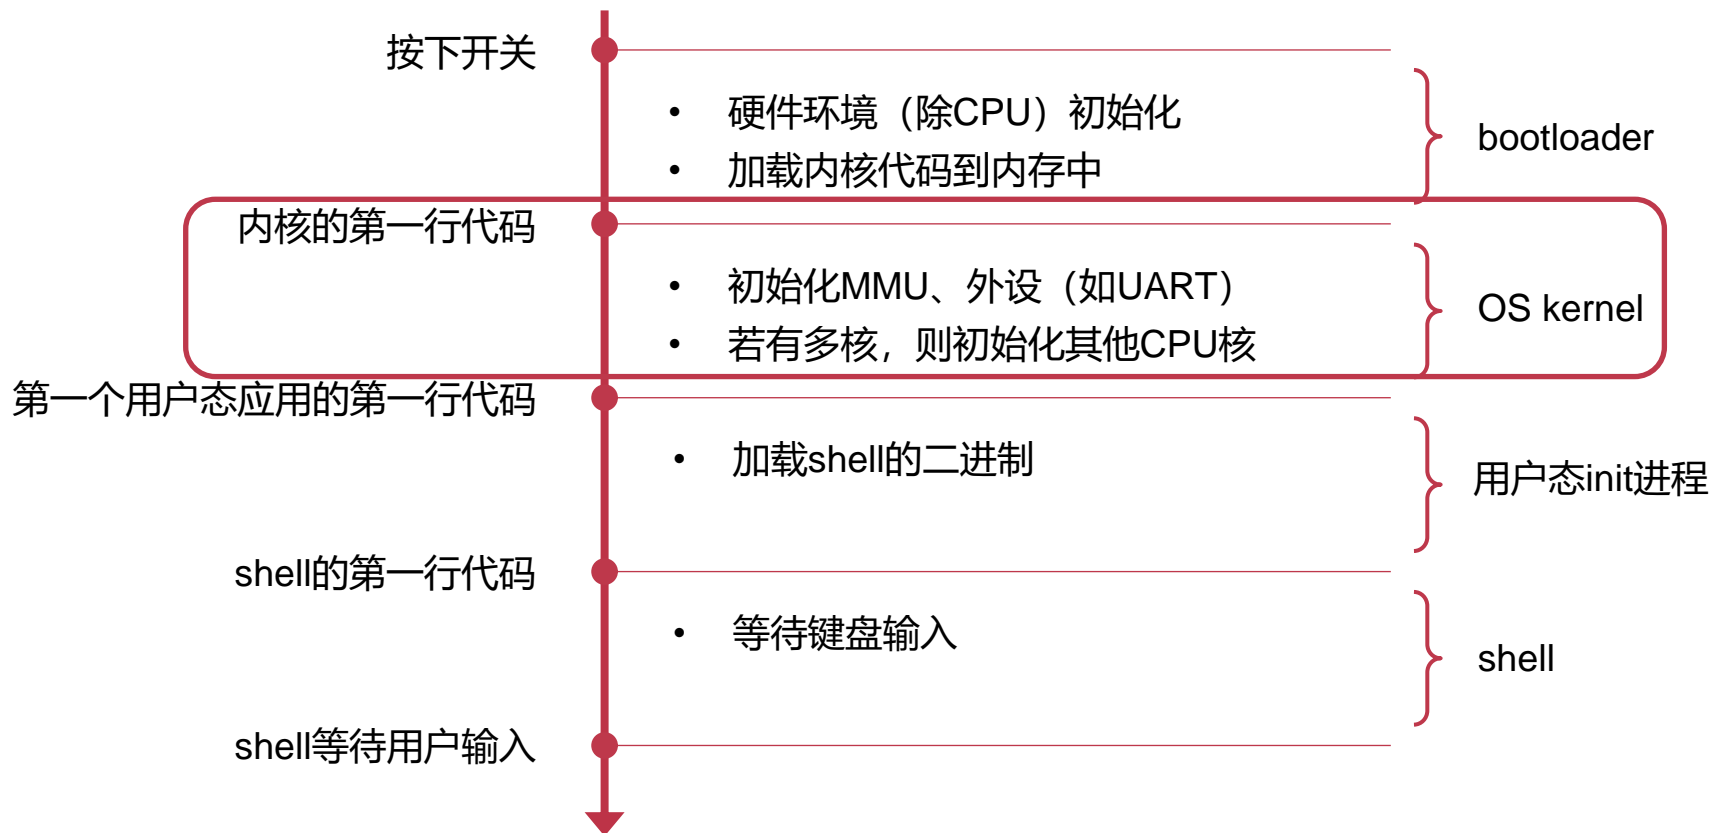 按下开关
• 硬件环境（除CPU）初始化
• 加载内核代码到内存中
bootloader
内核的第一行代码
• 初始化MMU、外设（如UART）
• 若有多核，则初始化其他CPU核
OS kernel
第一个用户态应用的第一行代码
• 加载shell的二进制
用户态init进程
shell的第一行代码
• 等待键盘输入
shell
shell等待用户输入